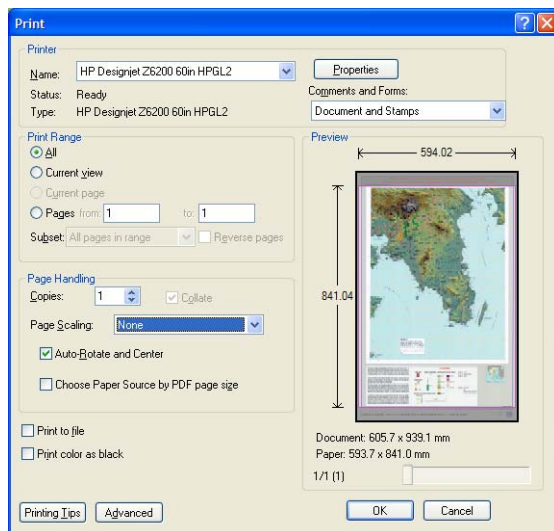 Print
Printer
Name: HP Designjet Z6200 60in HPGL2 Properties
Status: Ready Comments and Forms:
Type: HP Designjet Z6200 60in HPGL2 Document and Stamps
Print Range
All
Current view
Current page
Pages from: 1 to: 1
Subset: All pages in range Reverse pages
Page Handling
Copies: 1 Collate
Page Scaling: None
Auto-Rotate and Center
Choose Paper Source by PDF page size
Print to file
Print color as black
Preview
594.02
841.04
Document: 605.7 x 939.1 mm
Paper: 593.7 x 841.0 mm
1/1 (1)
Printing Tips Advanced OK Cancel